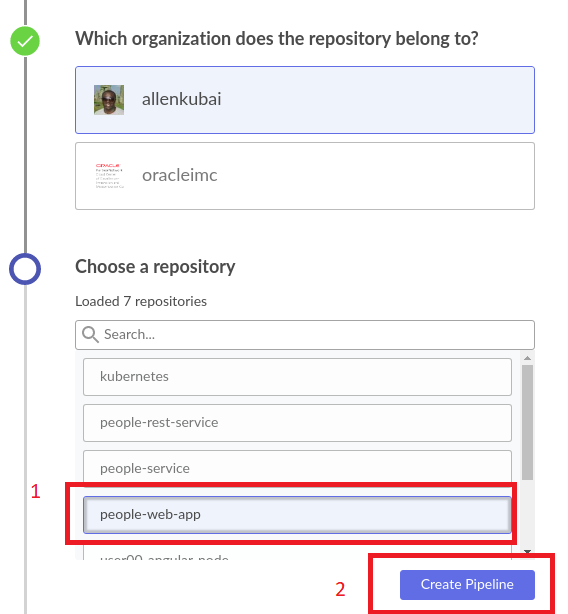 Which organization does the repository belong to?
allenkubai
ORACLE
oracleimc
Choose a repository
Loaded 7 repositories
Search...
kubernetes
people-rest-service
people-service
1
people-web-app
user00-angular-node
2
Create Pipeline